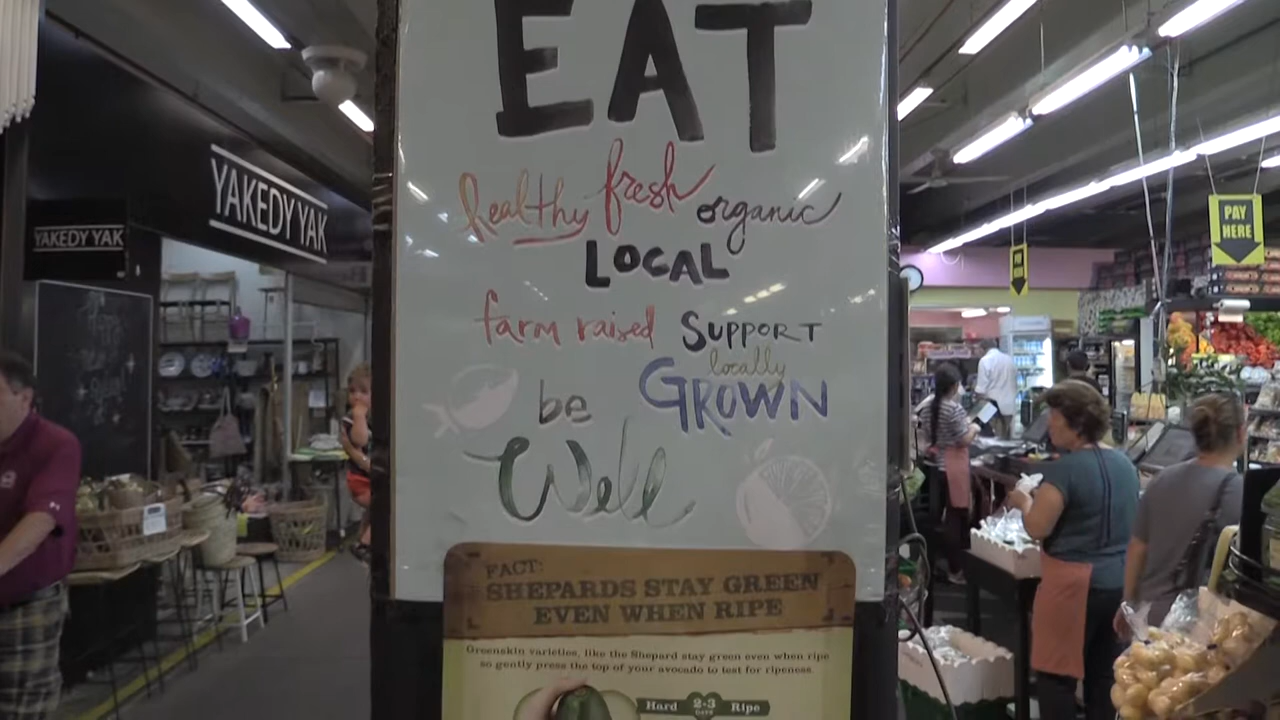 EAT
healthy fresh organic
LOCAL
farm raised SUPPORT
locally
be GROWN
Well
FACT:
SHEPARDS STAY GREEN
EVEN WHEN RIPE
Greenskin varieties, like the Shepard stay green even when ripe
so gently press the top of your avocado to test for ripeness.
Hard 2-3 DAYS Ripe
YAKEDY YAK
YAKEDY YAK
PAY
HERE